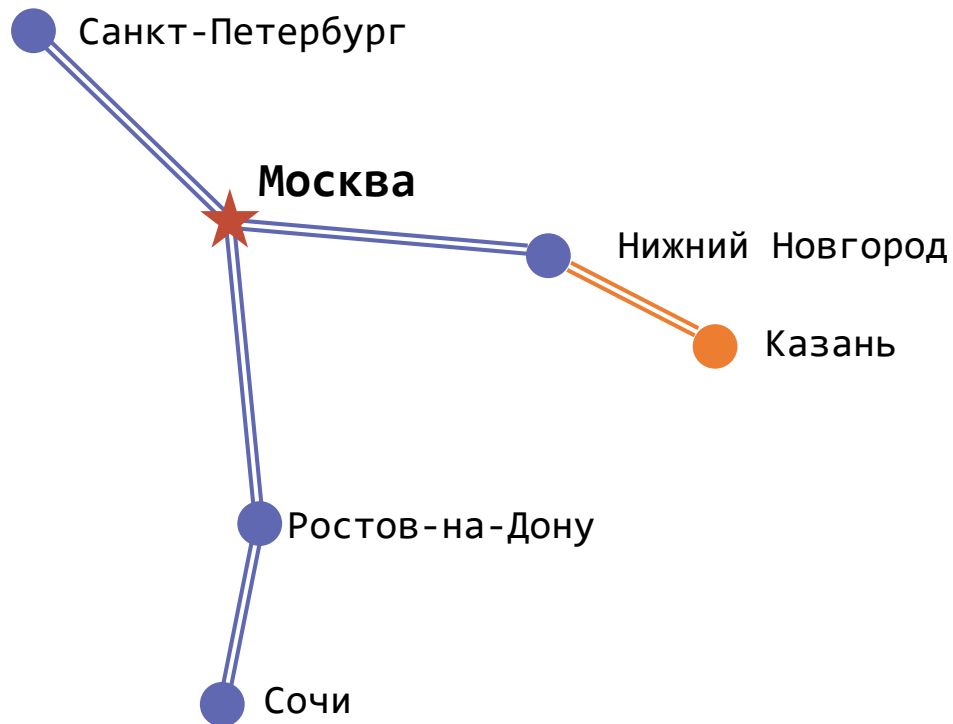 Санкт-Петербург
Москва
Нижний Новгород
Казань
Ростов-на-Дону
Сочи